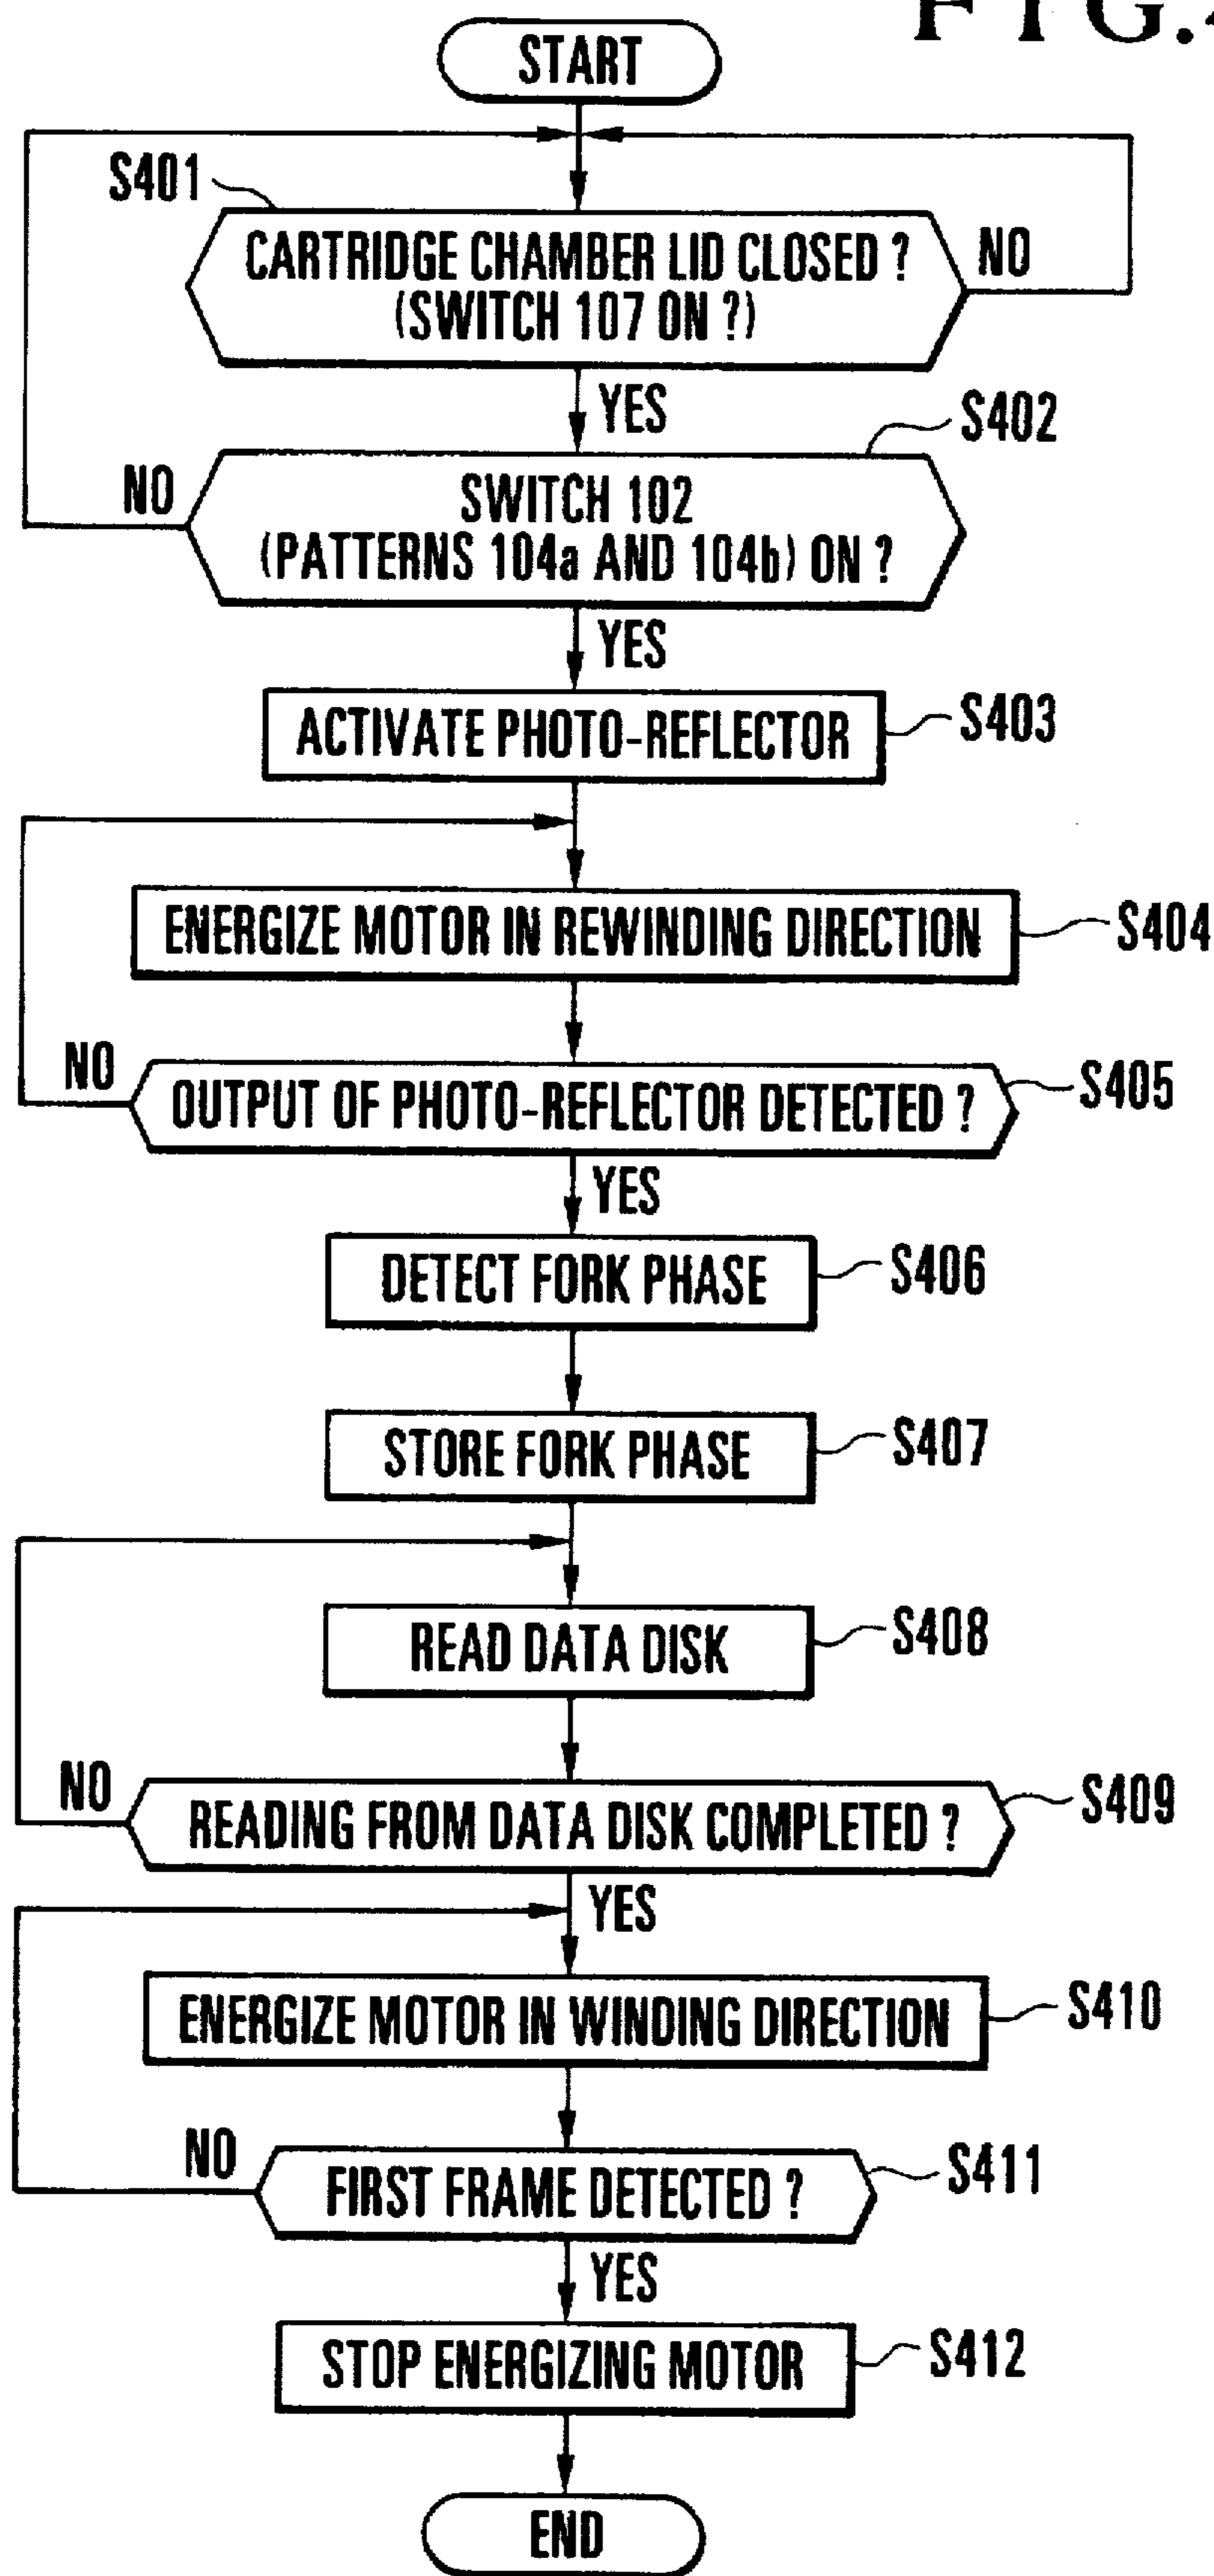 FIG.4
START
S401
CARTRIDGE CHAMBER LID CLOSED ?
(SWITCH 107 ON ?)
NO
YES
S402
NO
SWITCH 102
(PATTERNS 104a AND 104b) ON ?
YES
ACTIVATE PHOTO-REFLECTOR
S403
ENERGIZE MOTOR IN REWINDING DIRECTION
S404
NO
OUTPUT OF PHOTO-REFLECTOR DETECTED ?
S405
YES
DETECT FORK PHASE
S406
STORE FORK PHASE
S407
READ DATA DISK
S408
NO
READING FROM DATA DISK COMPLETED ?
S409
YES
ENERGIZE MOTOR IN WINDING DIRECTION
S410
NO
FIRST FRAME DETECTED ?
S411
YES
STOP ENERGIZING MOTOR
S412
END